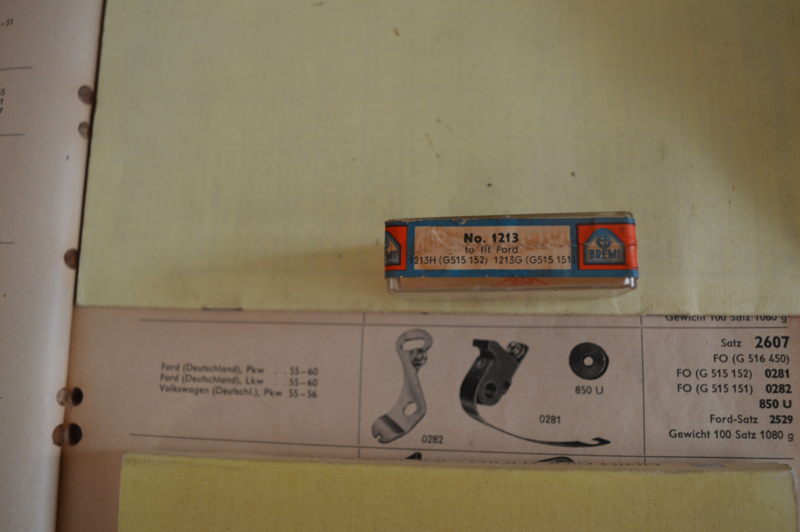 No. 1213
to fit Ford
1213H (G515 152) 1213G (G515 151)
BREMI
Gewicht 100 Satz 1080 g
Ford (Deutschland), Pkw . . 55–60
Ford (Deutschland), Lkw . . 55–60
Volkswagen (Deutschl.), Pkw 55–56
0282
0281
850 U
Satz 2607
FO (G 516 450)
FO (G 515 152) 0281
FO (G 515 151) 0282
850 U
Ford-Satz 2529
Gewicht 100 Satz 1080 g